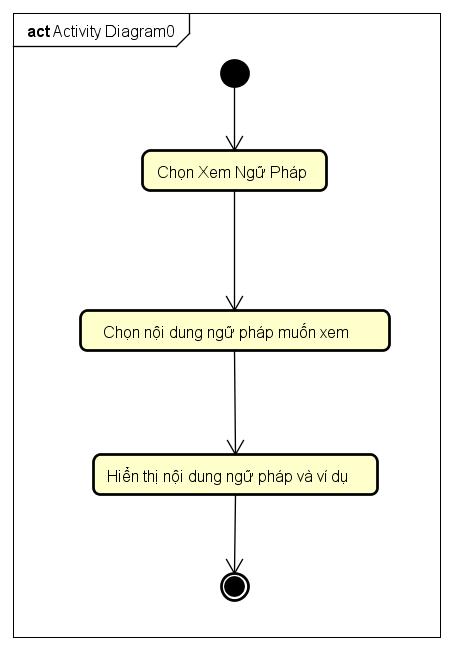 act Activity Diagram0
Chọn Xem Ngữ Pháp
Chọn nội dung ngữ pháp muốn xem
Hiển thị nội dung ngữ pháp và ví dụ